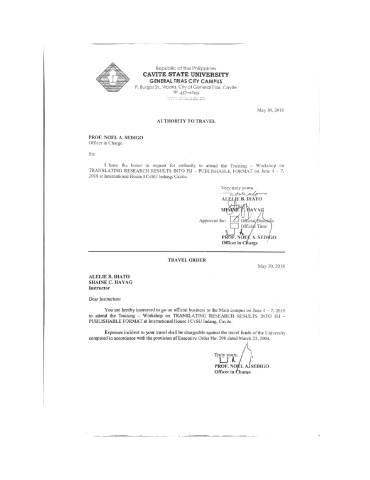 Republic of the Philippines
CAVITE STATE UNIVERSITY
GENERAL TRIAS CITY CAMPUS
P. Burgos St., Vibora, City of General Trias, Cavite
May 30, 2018
AUTHORITY TO TRAVEL
PROF. NOEL A. SEDIGO
Officer in Charge
Sir:
I have the honor to request for authority to attend the Training – Workshop on
TRANSLATING RESEARCH RESULTS INTO ISI – PUBLISHABLE FORMAT on June 4 – 7,
2018 at International House I CvSU Indang, Cavite.
Very truly yours,
ALELIE B. DIATO
SHAINE C. HAYAG
Approved for:
Official Business
Official Time
PROF. NOEL A. SEDIGO
Officer in Charge
TRAVEL ORDER
May 30, 2018
ALELIE B. DIATO
SHAINE C. HAYAG
Instructor
Dear Instructors:
You are hereby instructed to go on official business to the Main campus on June 4 – 7, 2018
to attend the Training – Workshop on TRANSLATING RESEARCH RESULTS INTO ISI –
PUBLISHABLE FORMAT at International House I CvSU Indang, Cavite.
Expenses incident to your travel shall be chargeable against the travel funds of the University
computed in accordance with the provision of Executive Order No. 298 dated March 23, 2004.
Truly yours,
PROF. NOEL A. SEDIGO
Officer in Charge